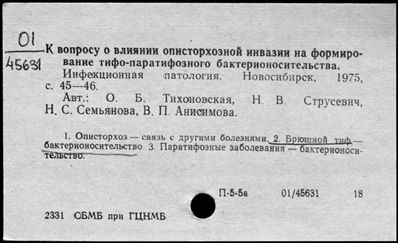 01
45631
К вопросу о влиянии описторхозной инвазии на формиро-
вание тифо-паратифозного бактерионосительства.
Инфекционная патология. Новосибирск, 1975,
с. 45—46.
Авт.: О. Б. Тихоновская, Н. В. Струсевич,
Н. С. Семьянова, В. П. Анисимова.
1. Описторхоз — связь с другими болезнями. 2. Брюшной тиф —
бактерионосительство 3. Паратифозные заболевания — бактерионоси-
тельство.
П-5-5а 01/45631 18
2331 ОБМБ при ГЦНМБ